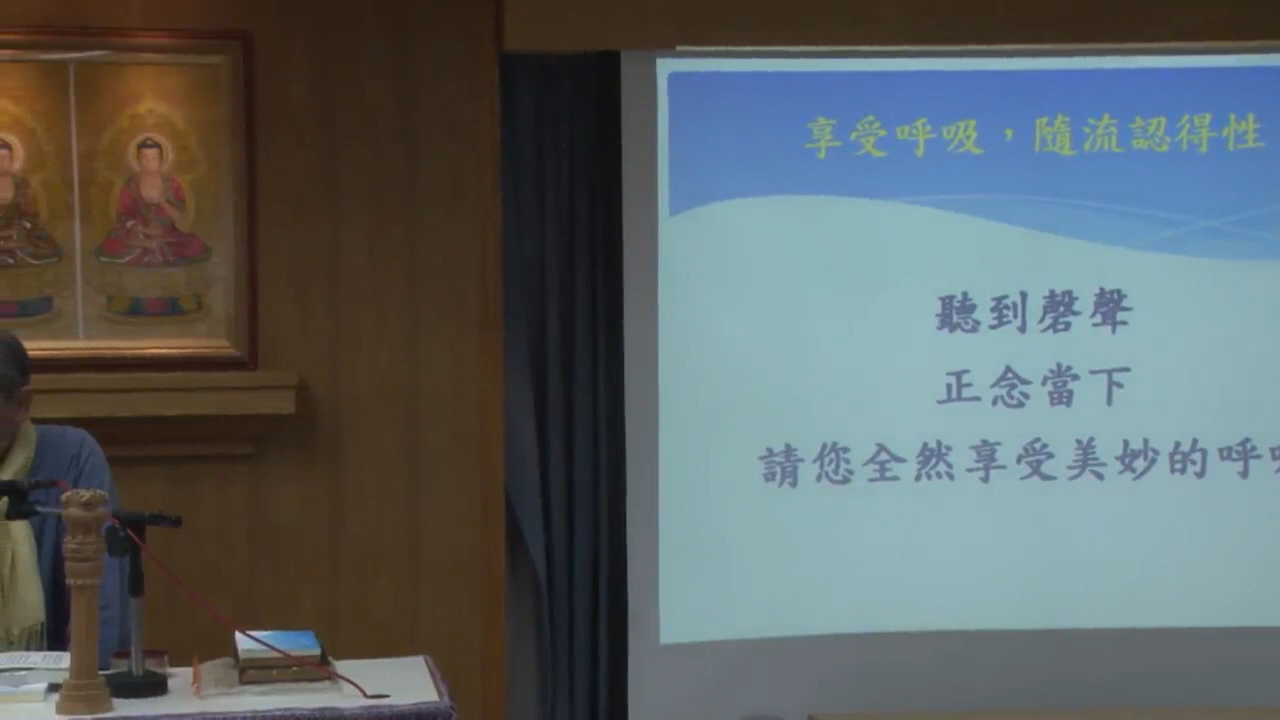 享受呼吸，隨流認得性
聽到磬聲
正念當下
請您全然享受美妙的呼